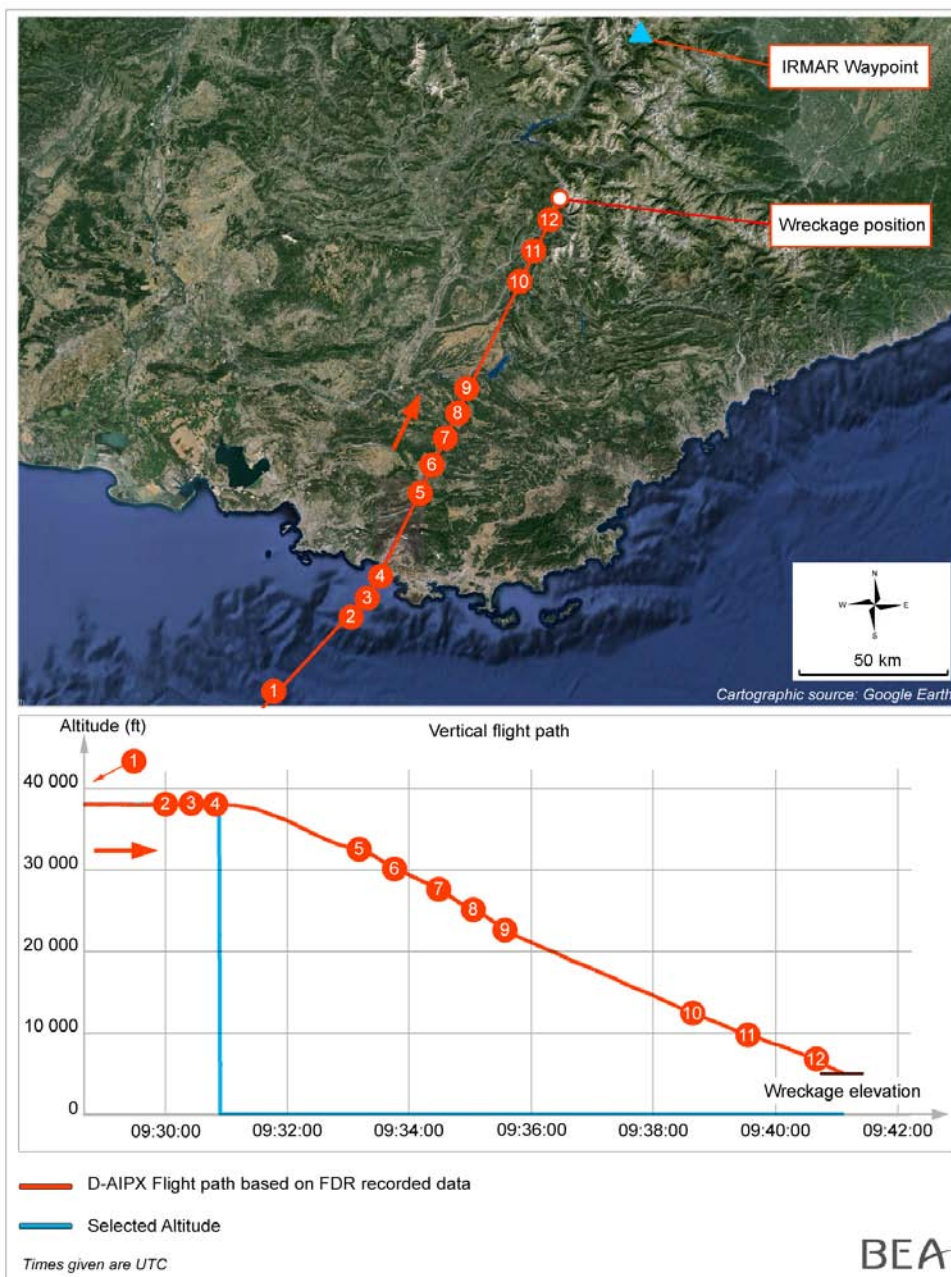 IRMAR Waypoint
Wreckage position
12
11
10
9
8
7
6
5
4
3
2
1
N
W E
S
50 km
Cartographic source: Google Earth
Altitude (ft)
Vertical flight path
1
40 000
2 3 4
30 000
5
6
7
8
9
20 000
10 000
10
11
12
Wreckage elevation
0
09:30:00 09:32:00 09:34:00 09:36:00 09:38:00 09:40:00 09:42:00
D-AIPX Flight path based on FDR recorded data
Selected Altitude
Times given are UTC
BEA